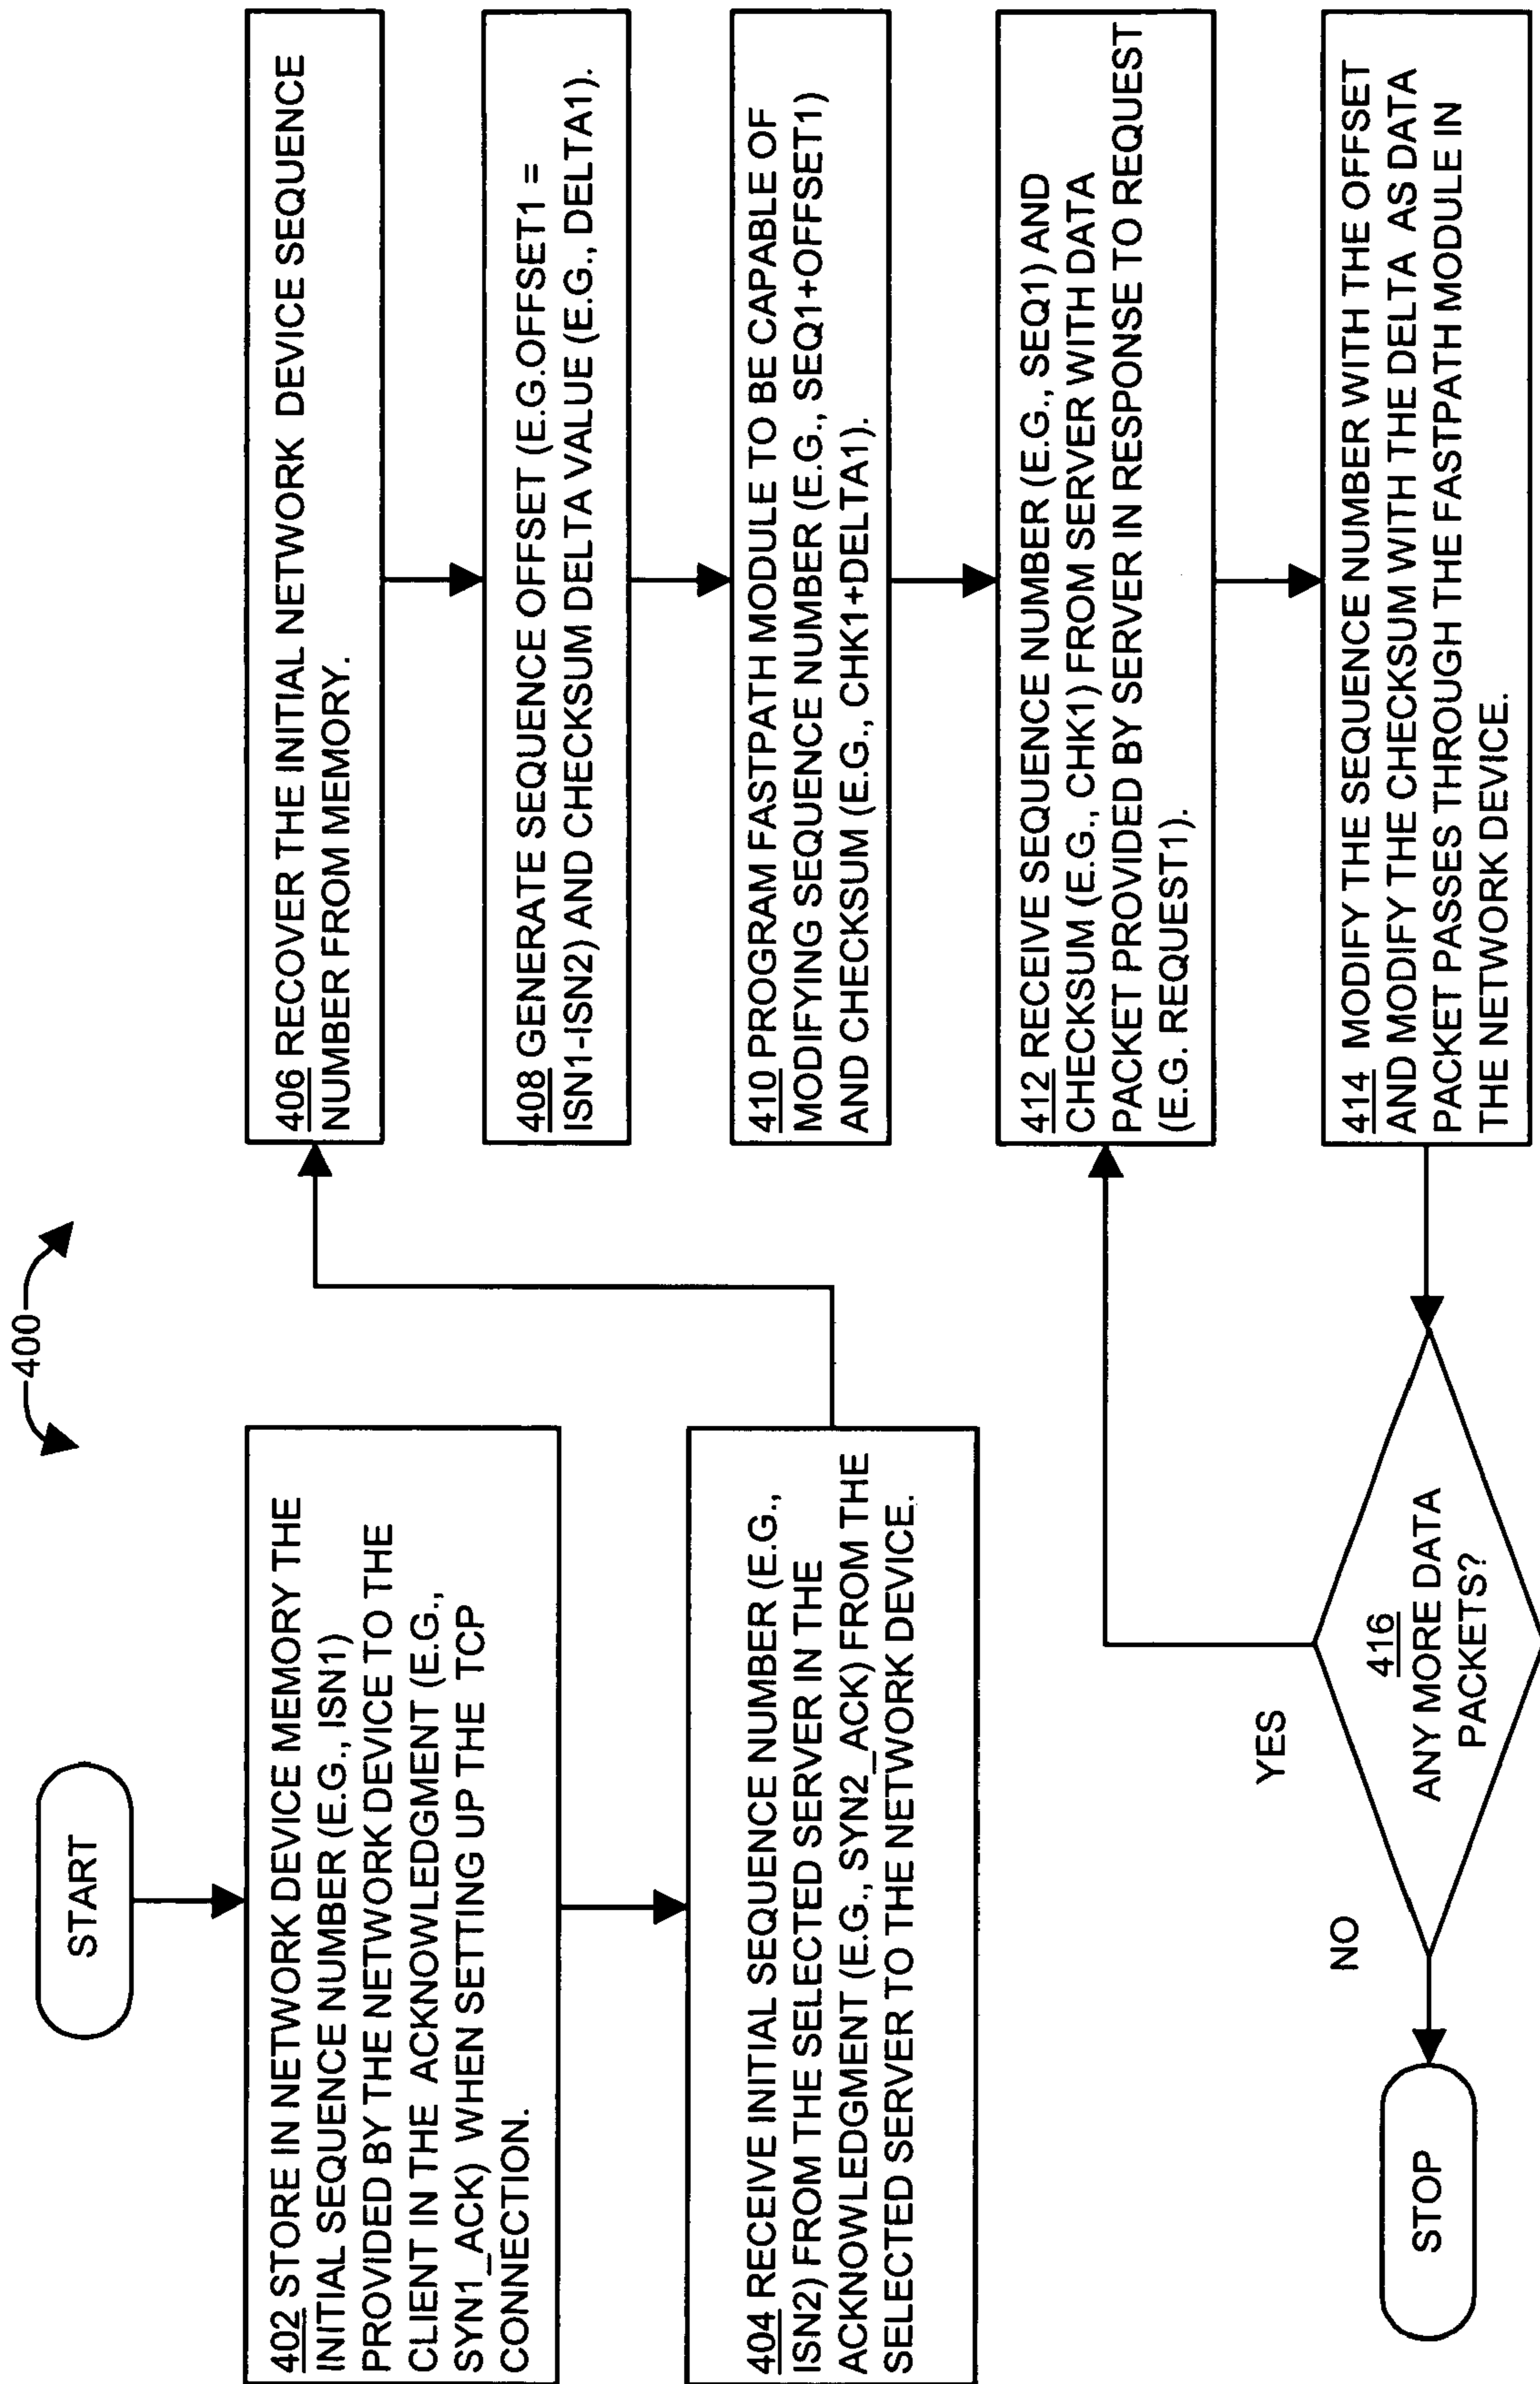 400
START
402 STORE IN NETWORK DEVICE MEMORY THE
INITIAL SEQUENCE NUMBER (E.G., ISN1)
PROVIDED BY THE NETWORK DEVICE TO THE
CLIENT IN THE ACKNOWLEDGMENT (E.G.,
SYN1_ACK) WHEN SETTING UP THE TCP
CONNECTION.
404 RECEIVE INITIAL SEQUENCE NUMBER (E.G.,
ISN2) FROM THE SELECTED SERVER IN THE
ACKNOWLEDGMENT (E.G., SYN2_ACK) FROM THE
SELECTED SERVER TO THE NETWORK DEVICE.
406 RECOVER THE INITIAL NETWORK DEVICE SEQUENCE
NUMBER FROM MEMORY.
408 GENERATE SEQUENCE OFFSET (E.G.OFFSET1 =
ISN1-ISN2) AND CHECKSUM DELTA VALUE (E.G., DELTA1).
410 PROGRAM FASTPATH MODULE TO BE CAPABLE OF
MODIFYING SEQUENCE NUMBER (E.G., SEQ1+OFFSET1)
AND CHECKSUM (E.G., CHK1+DELTA1).
412 RECEIVE SEQUENCE NUMBER (E.G., SEQ1) AND
CHECKSUM (E.G., CHK1) FROM SERVER WITH DATA
PACKET PROVIDED BY SERVER IN RESPONSE TO REQUEST
(E.G. REQUEST1).
414 MODIFY THE SEQUENCE NUMBER WITH THE OFFSET
AND MODIFY THE CHECKSUM WITH THE DELTA AS DATA
PACKET PASSES THROUGH THE FASTPATH MODULE IN
THE NETWORK DEVICE.
416
ANY MORE DATA
PACKETS?
YES
NO
STOP